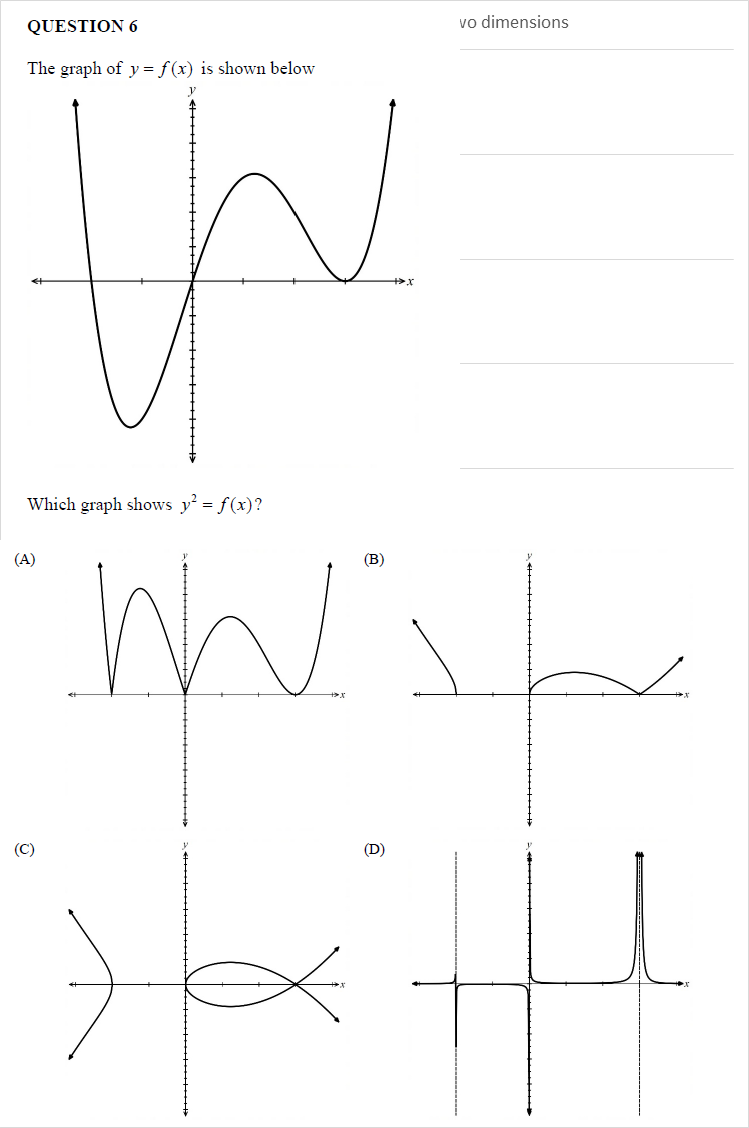 QUESTION 6
vo dimensions
The graph of y = f(x) is shown below
y
x
Which graph shows y² = f(x)?
(A)
y
x
(B)
y
x
(C)
y
x
(D)
y
x